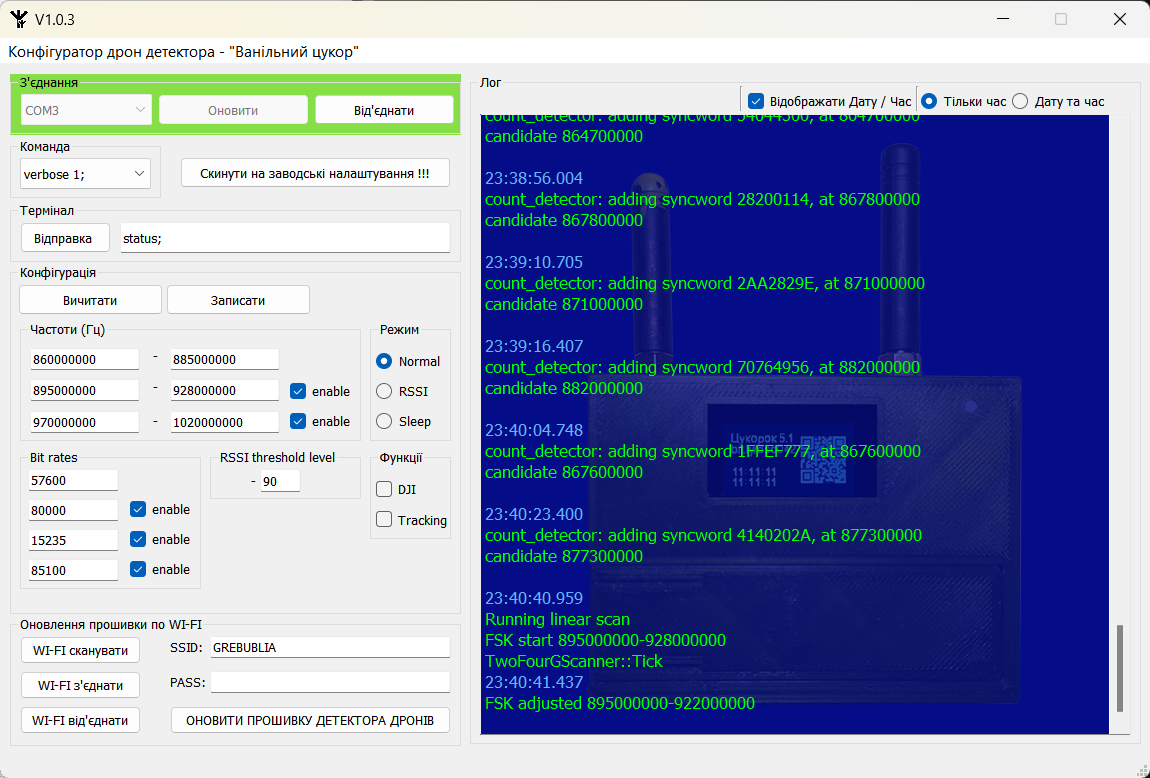 V1.0.3
Конфігуратор дрон детектора - "Ванільний цукор"
З'єднання
COM3
Оновити
Від'єднати
Команда
verbose 1;
Скинути на заводські налаштування !!!
Термінал
Відправка
status;
Конфігурація
Вичитати
Записати
Частоти (Гц)
860000000 - 885000000
895000000 - 928000000 enable
970000000 - 1020000000 enable
Режим
Normal
RSSI
Sleep
Bit rates
57600
80000 enable
15235 enable
85100 enable
RSSI threshold level
- 90
Функції
DJI
Tracking
Оновлення прошивки по WI-FI
WI-FI сканувати
SSID: GREBUBLIA
WI-FI з'єднати
PASS:
WI-FI від'єднати
ОНОВИТИ ПРОШИВКУ ДЕТЕКТОРА ДРОНІВ
Лог
Відображати Дату / Час
Тільки час
Дату та час
count_detector: adding syncword 54044500, at 864700000
candidate 864700000
23:38:56.004
count_detector: adding syncword 28200114, at 867800000
candidate 867800000
23:39:10.705
count_detector: adding syncword 2AA2829E, at 871000000
candidate 871000000
23:39:16.407
count_detector: adding syncword 70764956, at 882000000
candidate 882000000
23:40:04.748
count_detector: adding syncword 1FFEF777, at 867600000
candidate 867600000
23:40:23.400
count_detector: adding syncword 4140202A, at 877300000
candidate 877300000
23:40:40.959
Running linear scan
FSK start 895000000-928000000
TwoFourGScanner::Tick
23:40:41.437
FSK adjusted 895000000-922000000
Цукорок 5.1
11:11:11
11:11:11